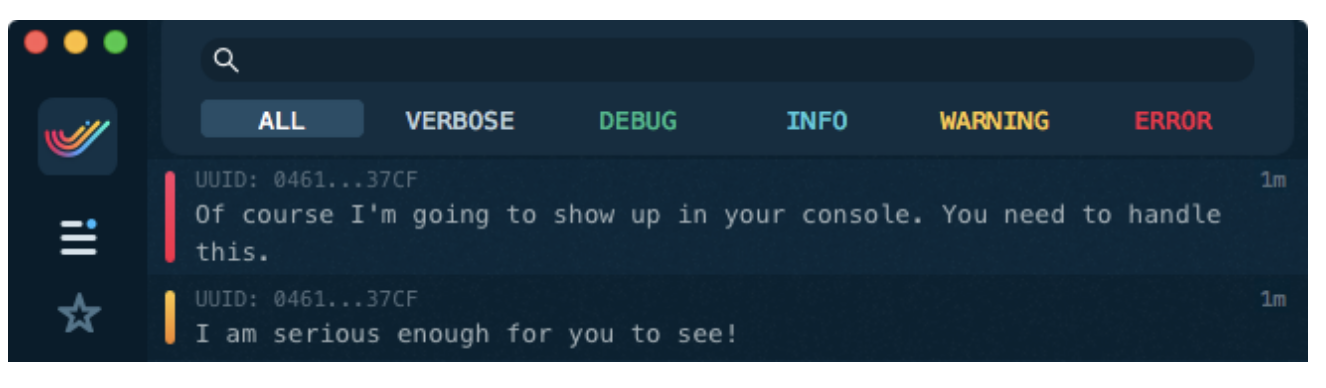 ALL VERBOSE DEBUG INFO WARNING ERROR
UUID: 0461...37CF 1m
Of course I'm going to show up in your console. You need to handle
this.
UUID: 0461...37CF 1m
I am serious enough for you to see!